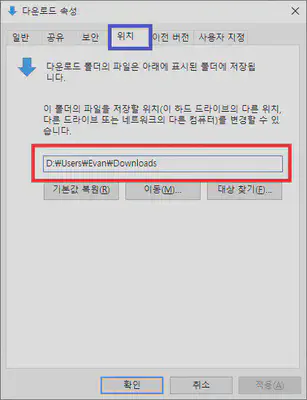 다운로드 속성
일반 공유 보안 위치 이전 버전 사용자 지정
다운로드 폴더의 파일은 아래에 표시된 폴더에 저장됩
니다.
이 폴더의 파일을 저장할 위치(이 하드 드라이브의 다른 위치,
다른 드라이브 또는 네트워크의 다른 컴퓨터)를 변경할 수 있
습니다.
D:₩Users₩Evan₩Downloads
기본값 복원(R) 이동(M)... 대상 찾기(F)...
확인 취소 적용(A)